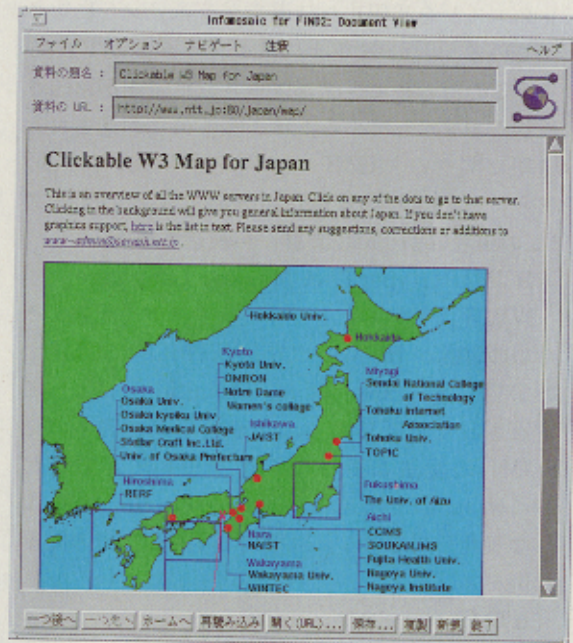 Infomosaic for FIND2: Document View
ファイル オプション ナビゲート 注釈 ヘルプ
資料の題名 : Clickable W3 Map for Japan
資料の URL : http://www.ntt.jp:80/japan/map/
Clickable W3 Map for Japan
This is an overview of all the WWW servers in Japan. Click on any of the dots to go to that server.
Clicking in the background will give you general information about Japan. If you don't have
graphics support, here is the list in text. Please send any suggestions, corrections or additions to
Hokkaido Univ.
Hokkaido
Kyoto
Kyoto Univ.
OMRON
Notre Dame
Women's college
Miyagi
Sendai National College
of Technology
Tohoku Internet
Association
Tohoku Univ.
TOPIC
Osaka
Osaka Univ.
Osaka kyoiku Univ.
Osaka Medical College
Stellar Craft Inc.Ltd.
Univ. of Osaka Prefecture
Ishikawa
JAIST
Hiroshima
RERF
Fukushima
The Univ. of Aizu
Aichi
CCIMS
SOUKAN.IMS
Fujita Health Univ.
Nagoya Univ.
Nagoya Institute
Nara
NAIST
Wakayama
Wakayama Univ.
WINTEC
一つ後へ 一つ先へ ホームへ 再読み込み 開く(URL)... 保存... 複製 新規 終了